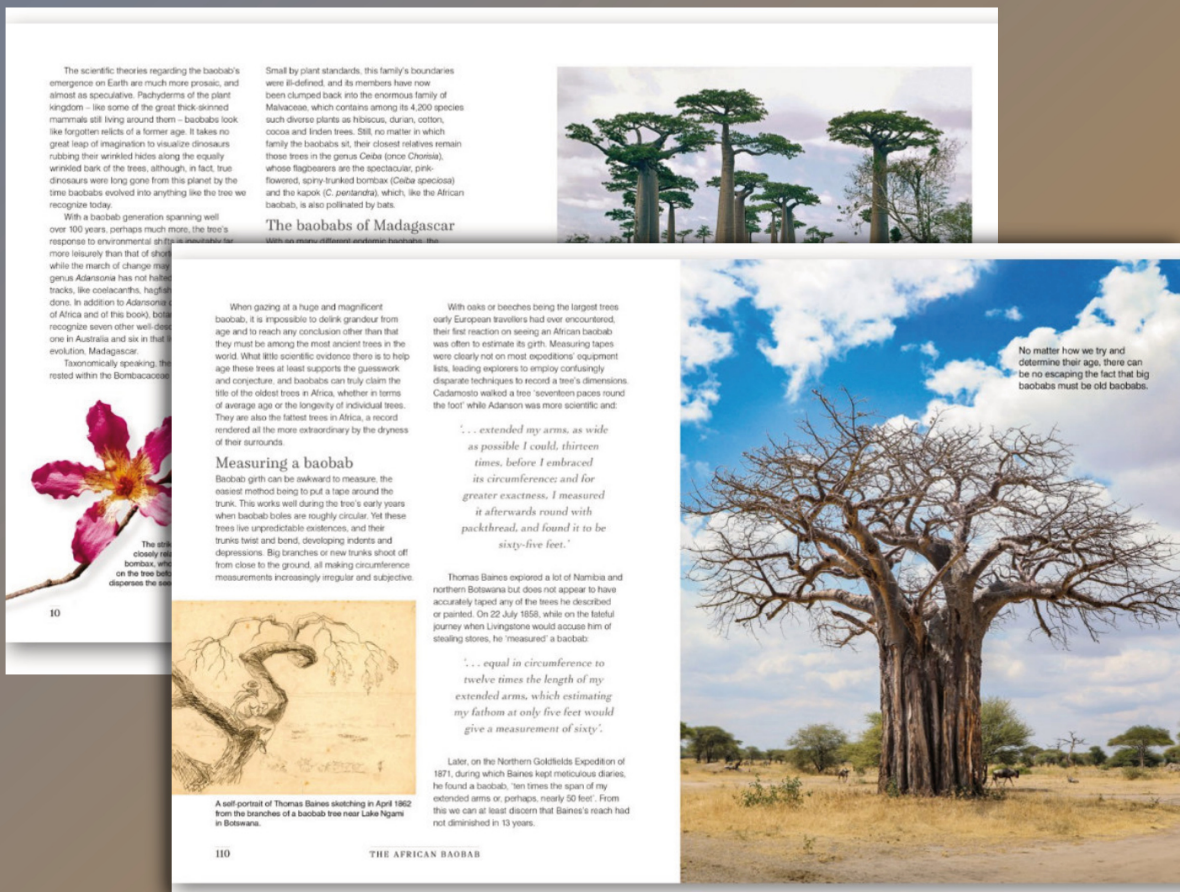 The scientific theories regarding the baobab's
emergence on Earth are much more prosaic, and
almost as speculative. Pachyderms of the plant
kingdom – like some of the great thick-skinned
mammals still living around them – baobabs look
like forgotten relicts of a former age. It takes no
great leap of imagination to visualize dinosaurs
rubbing their wrinkled hides along the equally
wrinkled bark of the trees, although, in fact, true
dinosaurs were long gone from this planet by the
time baobabs evolved into anything like the tree we
recognize today.
With a baobab generation spanning well
over 100 years, perhaps much more, the tree's
response to environmental shifts is inevitably far
more leisurely than that of short
while the march of change may
genus Adansonia has not halted
tracks, like coelacanths, hagfish
done. In addition to Adansonia
of Africa and of this book), bota
recognize seven other well-desc
one in Australia and six in that
evolution, Madagascar.
Taxonomically speaking, the
rested within the Bombacaceae
The strik
closely rela
bombax, who
on the tree befo
disperses the see
10
Small by plant standards, this family's boundaries
were ill-defined, and its members have now
been clumped back into the enormous family of
Malvaceae, which contains among its 4,200 species
such diverse plants as hibiscus, durian, cotton,
cocoa and linden trees. Still, no matter in which
family the baobabs sit, their closest relatives remain
those trees in the genus Ceiba (once Chorisia),
whose flagbearers are the spectacular, pink-
flowered, spiny-trunked bombax (Ceiba speciosa)
and the kapok (C. pentandra), which, like the African
baobab, is also pollinated by bats.
The baobabs of Madagascar
With so many different endemic baobabs, the
When gazing at a huge and magnificent
baobab, it is impossible to delink grandeur from
age and to reach any conclusion other than that
they must be among the most ancient trees in the
world. What little scientific evidence there is to help
age these trees at least supports the guesswork
and conjecture, and baobabs can truly claim the
title of the oldest trees in Africa, whether in terms
of average age or the longevity of individual trees.
They are also the fattest trees in Africa, a record
rendered all the more extraordinary by the dryness
of their surrounds.
Measuring a baobab
Baobab girth can be awkward to measure, the
easiest method being to put a tape around the
trunk. This works well during the tree's early years
when baobab boles are roughly circular. Yet these
trees live unpredictable existences, and their
trunks twist and bend, developing indents and
depressions. Big branches or new trunks shoot off
from close to the ground, all making circumference
measurements increasingly irregular and subjective.
A self-portrait of Thomas Baines sketching in April 1862
from the branches of a baobab tree near Lake Ngami
in Botswana.
With oaks or beeches being the largest trees
early European travellers had ever encountered,
their first reaction on seeing an African baobab
was often to estimate its girth. Measuring tapes
were clearly not on most expeditions' equipment
lists, leading explorers to employ confusingly
disparate techniques to record a tree's dimensions.
Cadamosto walked a tree 'seventeen paces round
the foot' while Adanson was more scientific and:
'. . . extended my arms, as wide
as possible I could, thirteen
times, before I embraced
its circumference; and for
greater exactness, I measured
it afterwards round with
packthread, and found it to be
sixty-five feet.'
Thomas Baines explored a lot of Namibia and
northern Botswana but does not appear to have
accurately taped any of the trees he described
or painted. On 22 July 1858, while on the fateful
journey when Livingstone would accuse him of
stealing stores, he 'measured' a baobab:
'. . . equal in circumference to
twelve times the length of my
extended arms, which estimating
my fathom at only five feet would
give a measurement of sixty'.
Later, on the Northern Goldfields Expedition of
1871, during which Baines kept meticulous diaries,
he found a baobab, 'ten times the span of my
extended arms or, perhaps, nearly 50 feet'. From
this we can at least discern that Baines's reach had
not diminished in 13 years.
110
THE AFRICAN BAOBAB
No matter how we try and
determine their age, there can
be no escaping the fact that big
baobabs must be old baobabs.